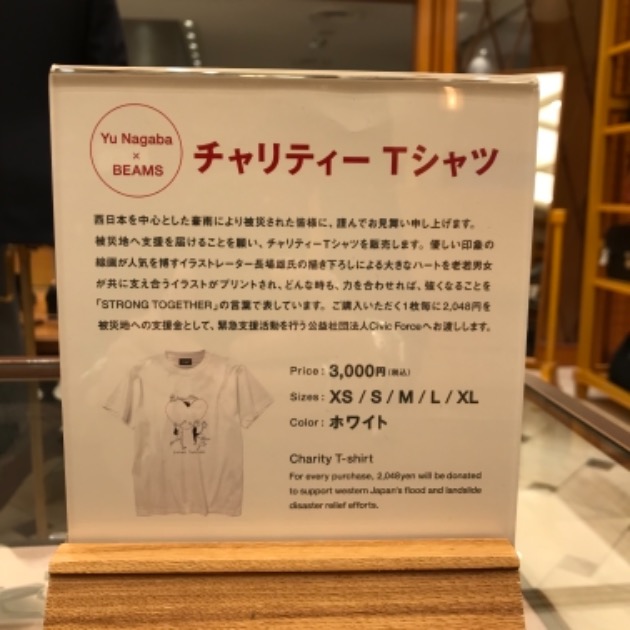 Yu Nagaba
×
BEAMS
チャリティー Tシャツ
西日本を中心とした豪雨により被災された皆様に、謹んでお見舞い申し上げます。
被災地へ支援を届けることを願い、チャリティーTシャツを販売します。優しい印象の
線画が人気を博すイラストレーター長場雄氏の描き下ろしによる大きなハートを老若男女
が共に支え合うイラストがプリントされ、どんな時も、力を合わせれば、強くなることを
「STRONG TOGETHER」の言葉で表しています。ご購入いただく1枚毎に2,048円を
被災地への支援金として、緊急支援活動を行う公益社団法人Civic Forceへお渡しします。
Price: 3,000円(税込)
Sizes: XS / S / M / L / XL
Color: ホワイト
Charity T-shirt
For every purchase, 2,048yen will be donated
to support western Japan's flood and landslide
disaster relief efforts.